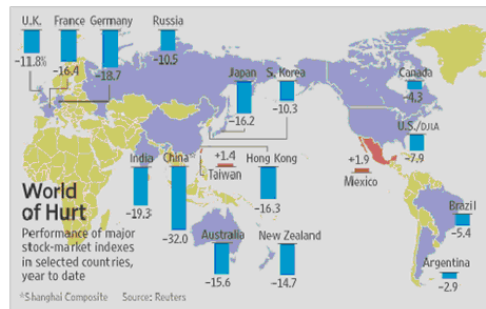 U.K. France Germany Russia
-11.8% -16.4 -18.7 -10.5
Japan S. Korea Canada
-16.2 -10.3 -4.3
U.S./DJIA
-7.9
India China +1.4 Hong Kong +1.9
Taiwan Mexico
-19.3 -32.0 -16.3
World
of Hurt
Performance of major
stock-market indexes
in selected countries,
year to date
Australia New Zealand
-15.6 -14.7
Brazil
-5.4
Argentina
-2.9
*Shanghai Composite Source: Reuters